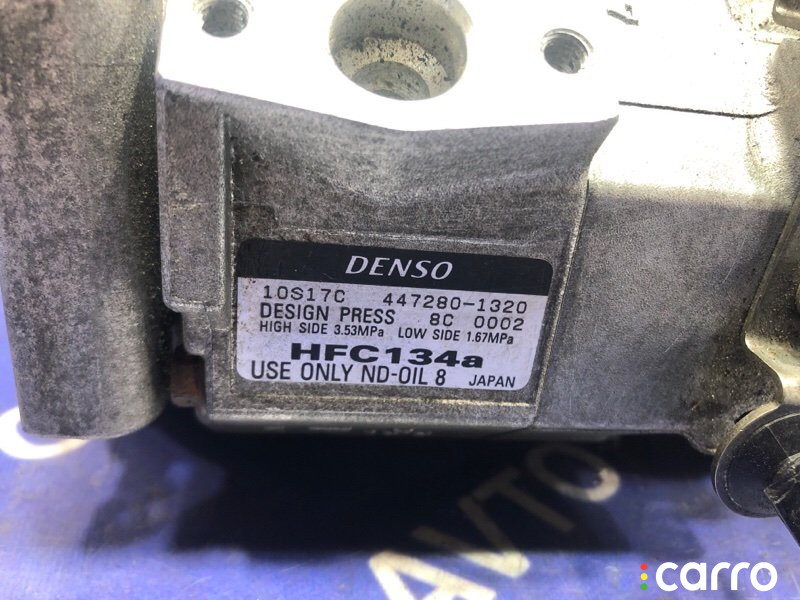 DENSO
10S17C 447280-1320
DESIGN PRESS 8C 0002
HIGH SIDE 3.53MPa LOW SIDE 1.67MPa
HFC134a
USE ONLY ND-OIL 8 JAPAN
AVTO
carro